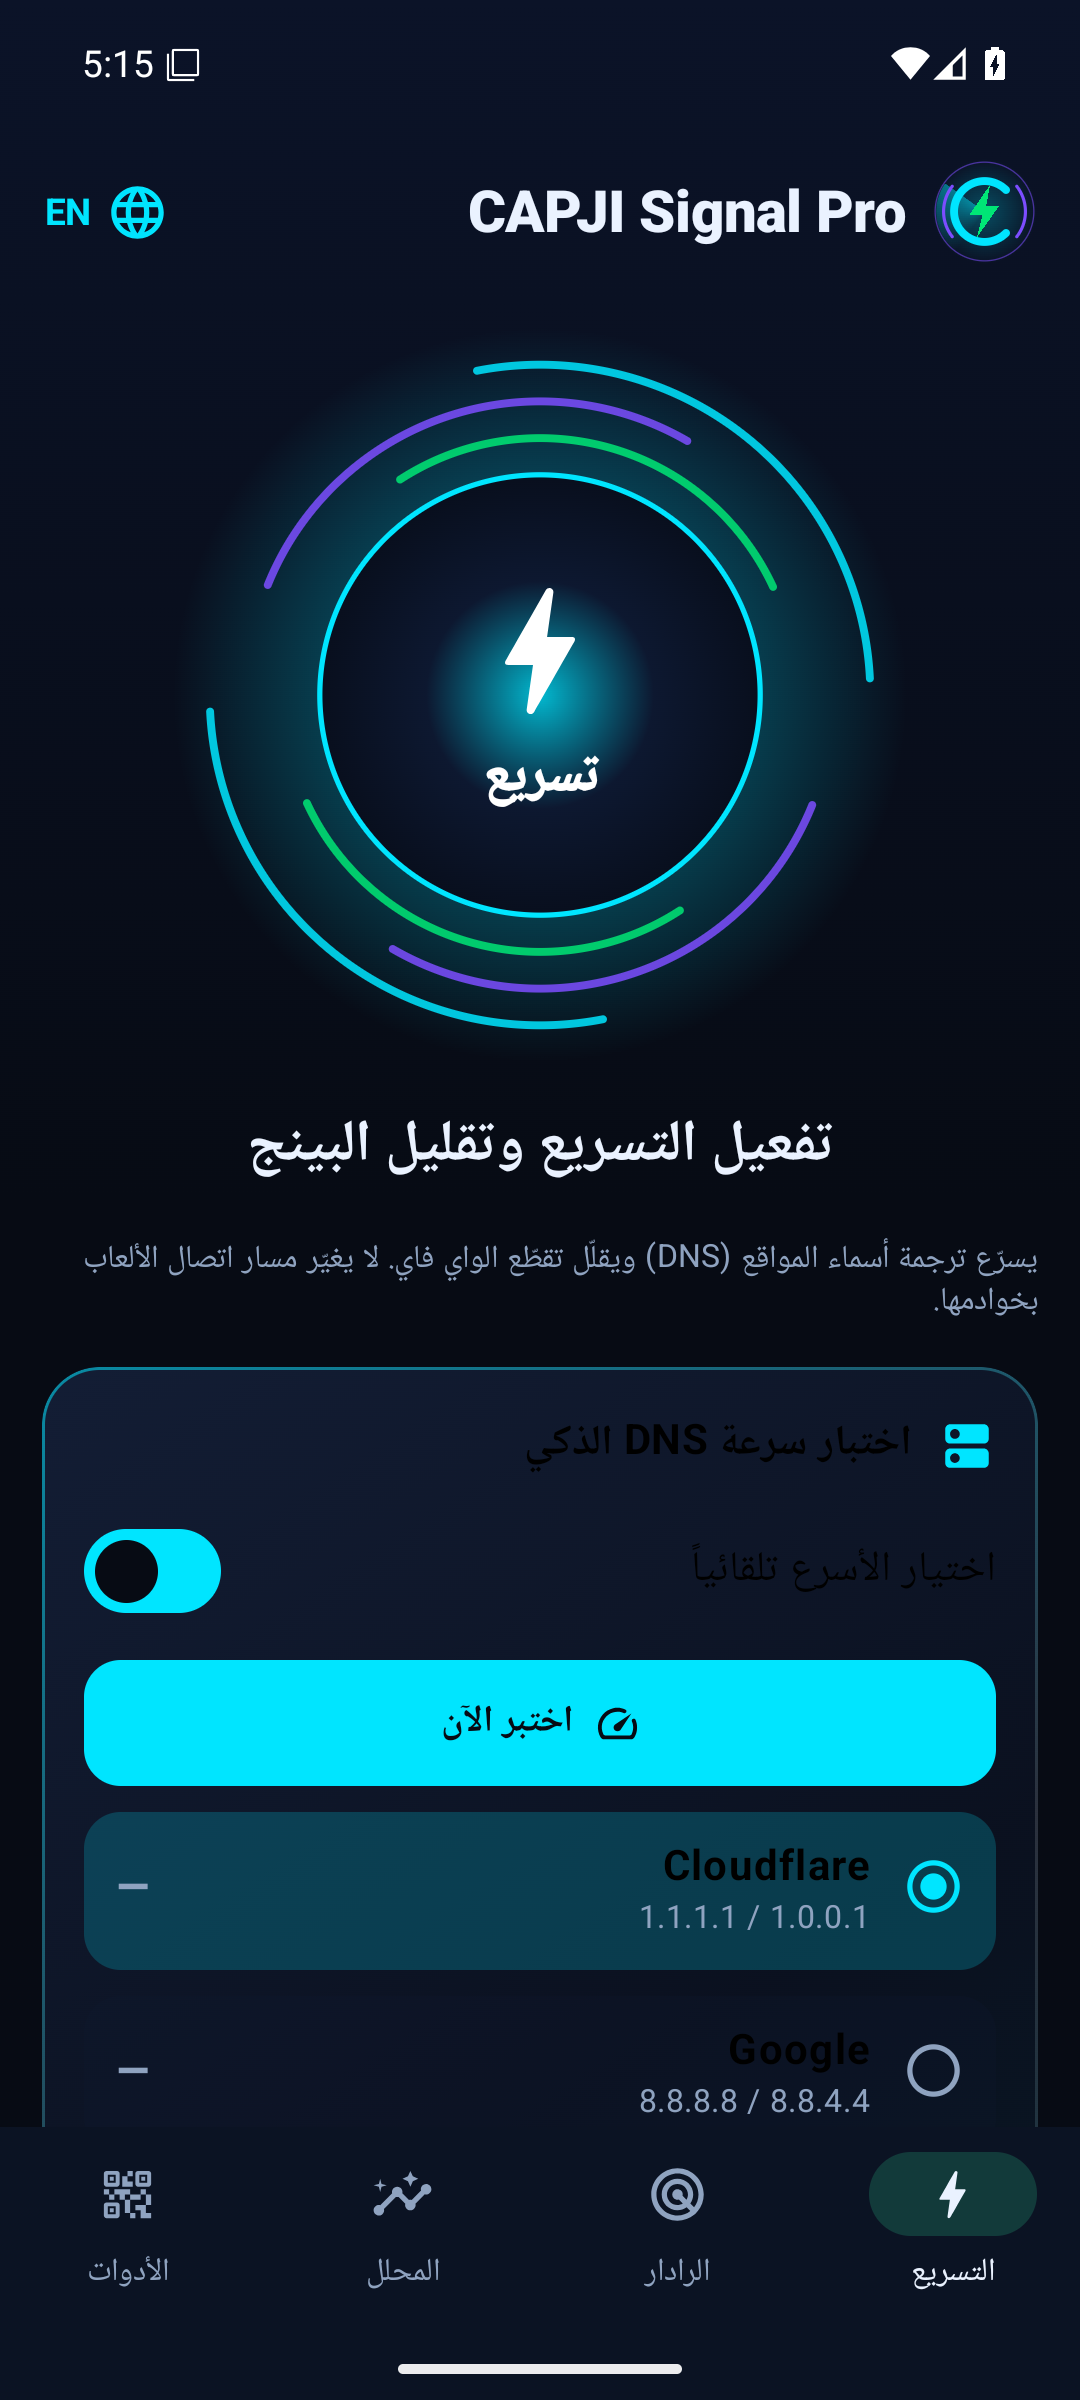 5:15
CAPJI Signal Pro
EN
تسريع
تفعيل التسريع وتقليل البينج
يسرّع ترجمة أسماء المواقع (DNS) ويقلّل تقطّع الواي فاي. لا يغيّر مسار اتصال الألعاب
بخوادمها.
اختبار سرعة DNS الذكي
اختيار الأسرع تلقائياً
اختبر الآن
Cloudflare
1.1.1.1 / 1.0.0.1
–
Google
8.8.8.8 / 8.8.4.4
–
التسريع
الرادار
المحلل
الأدوات